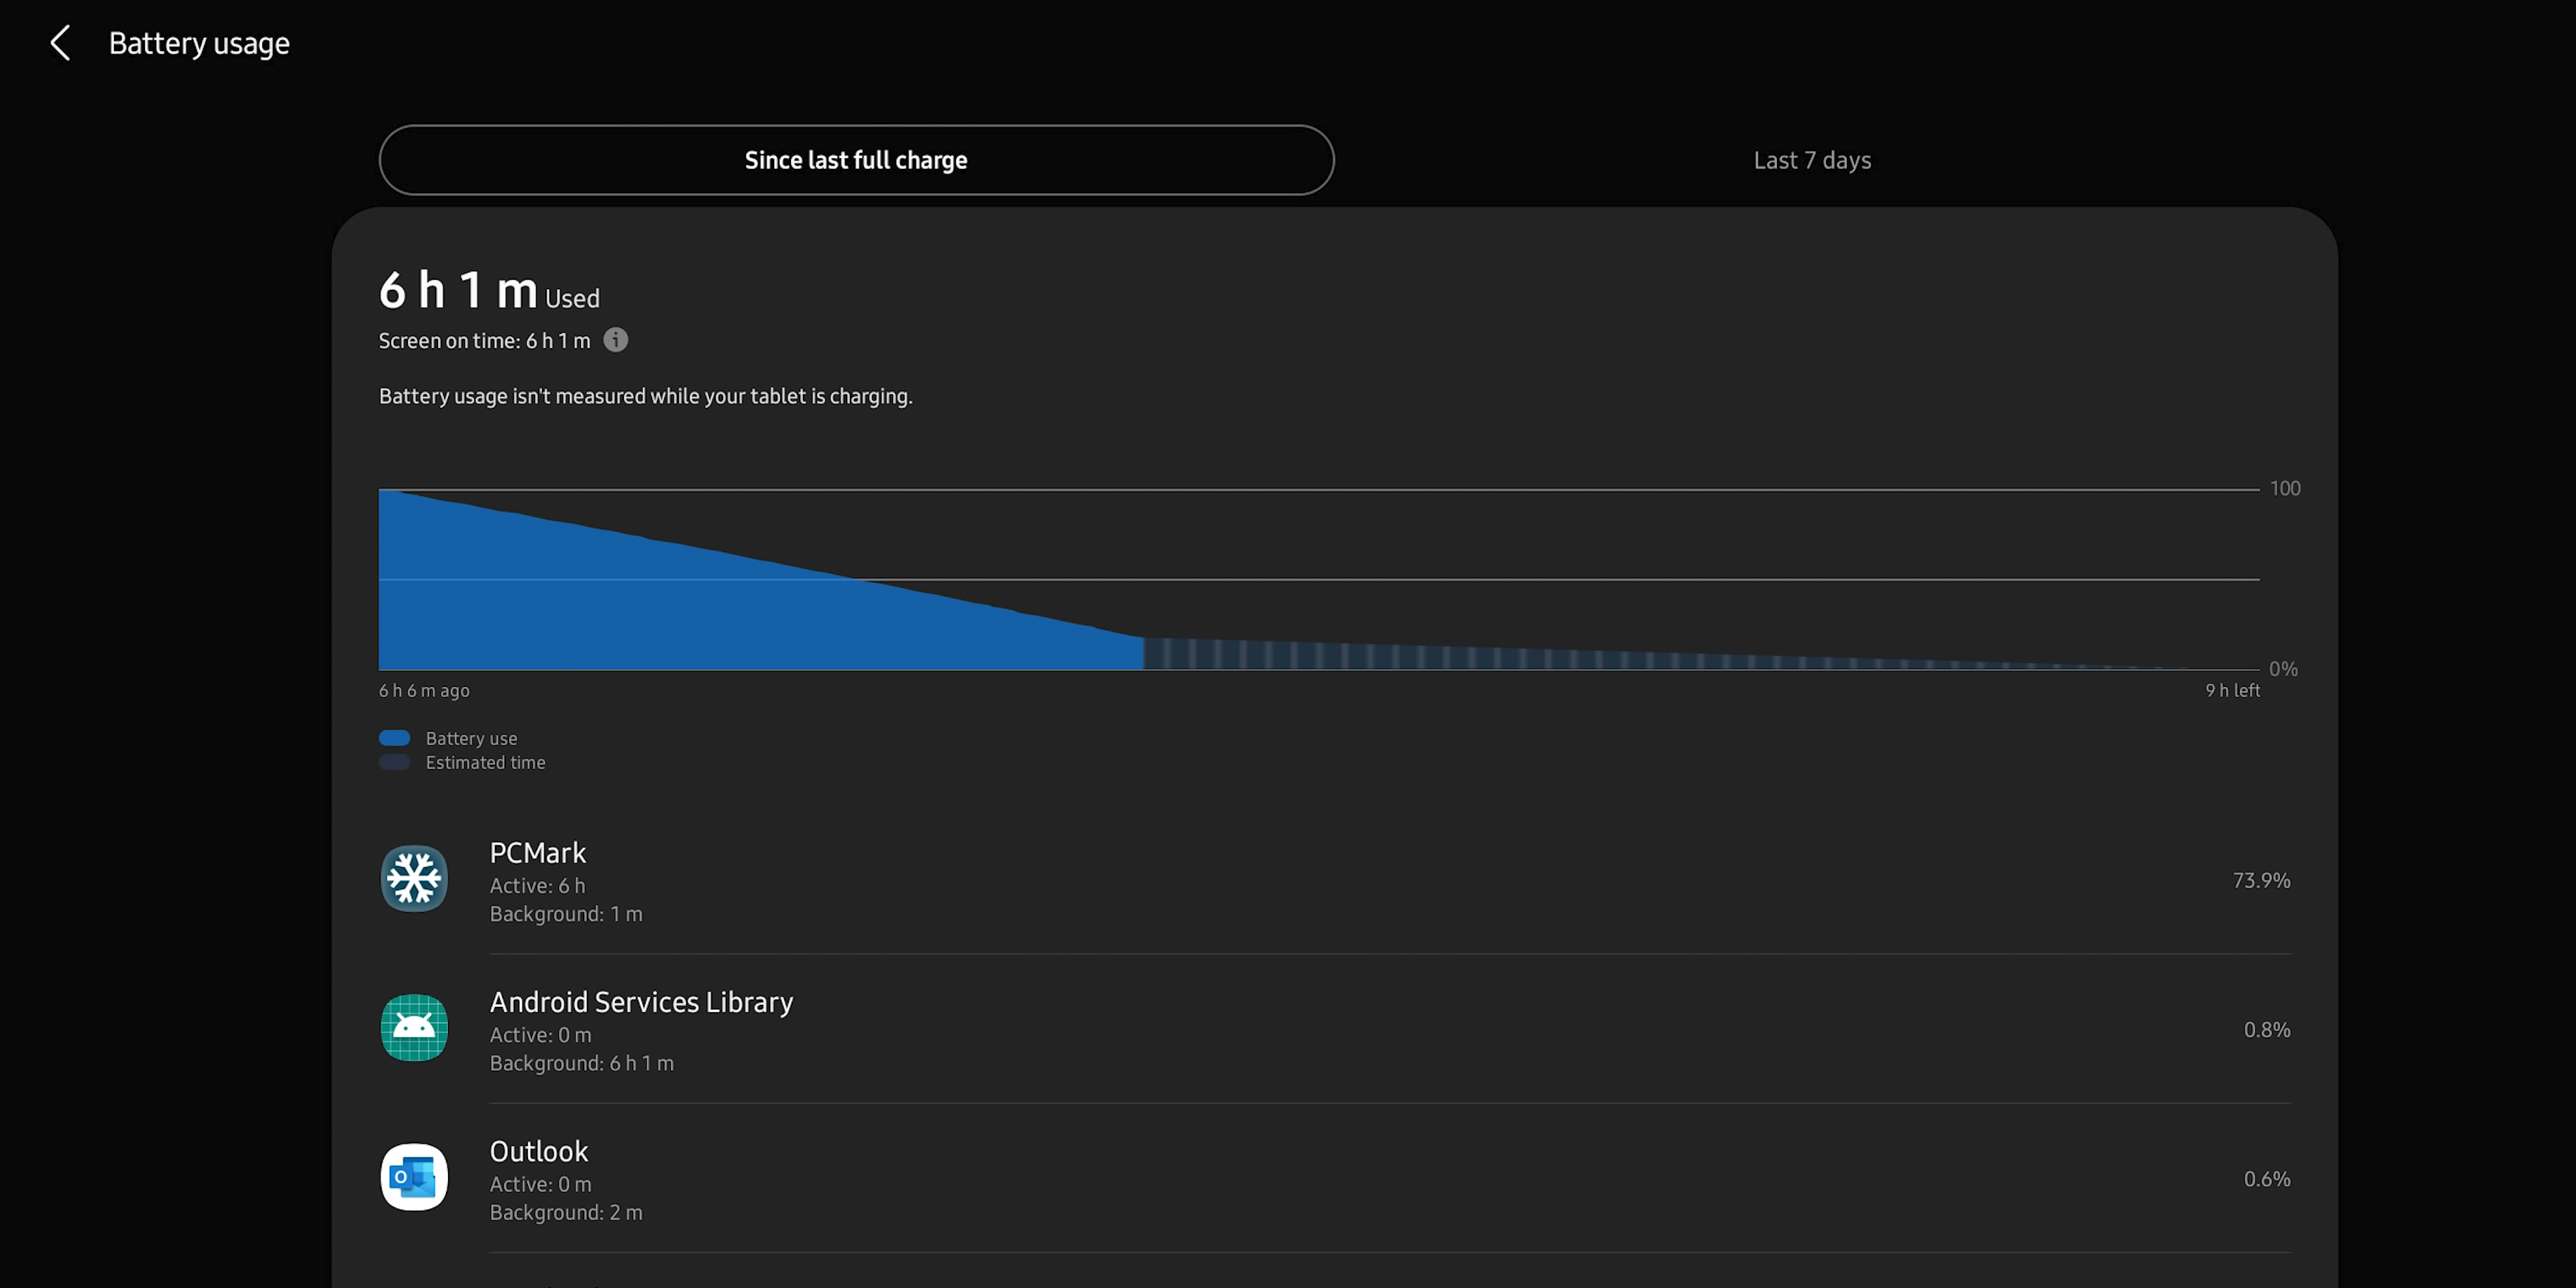 Battery usage
Since last full charge
Last 7 days
6 h 1 m Used
Screen on time: 6 h 1 m
Battery usage isn't measured while your tablet is charging.
100
0%
6 h 6 m ago
9 h left
Battery use
Estimated time
PCMark
Active: 6 h
Background: 1 m
73.9%
Android Services Library
Active: 0 m
Background: 6 h 1 m
0.8%
Outlook
Active: 0 m
Background: 2 m
0.6%